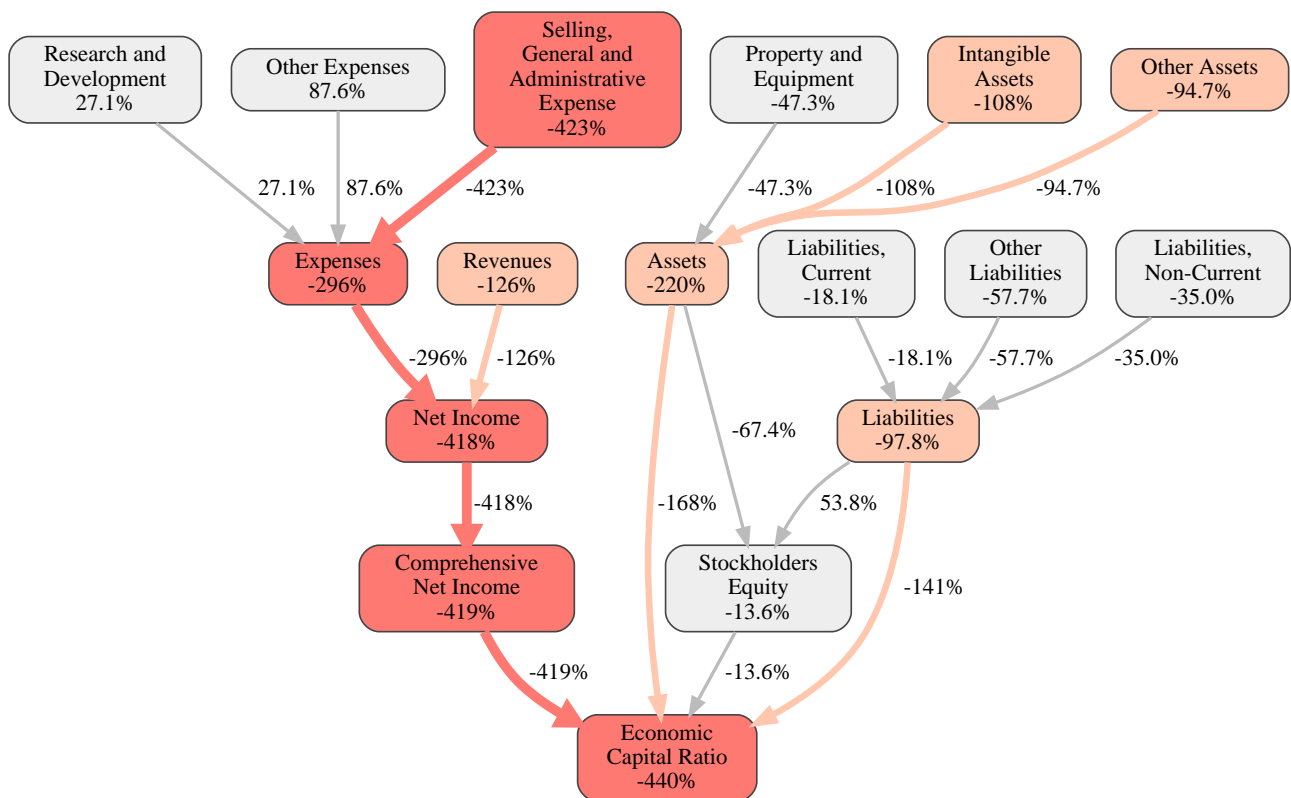 Research and
Development
27.1%
Other Expenses
87.6%
Selling,
General and
Administrative
Expense
-423%
Property and
Equipment
-47.3%
Intangible
Assets
-108%
Other Assets
-94.7%
27.1%
87.6%
-423%
-47.3%
-108%
-94.7%
Expenses
-296%
Revenues
-126%
Assets
-220%
Liabilities,
Current
-18.1%
Other
Liabilities
-57.7%
Liabilities,
Non-Current
-35.0%
-296%
-126%
-18.1%
-57.7%
-35.0%
Net Income
-418%
-67.4%
Liabilities
-97.8%
-418%
-168%
53.8%
Comprehensive
Net Income
-419%
Stockholders
Equity
-13.6%
-141%
-419%
-13.6%
Economic
Capital Ratio
-440%